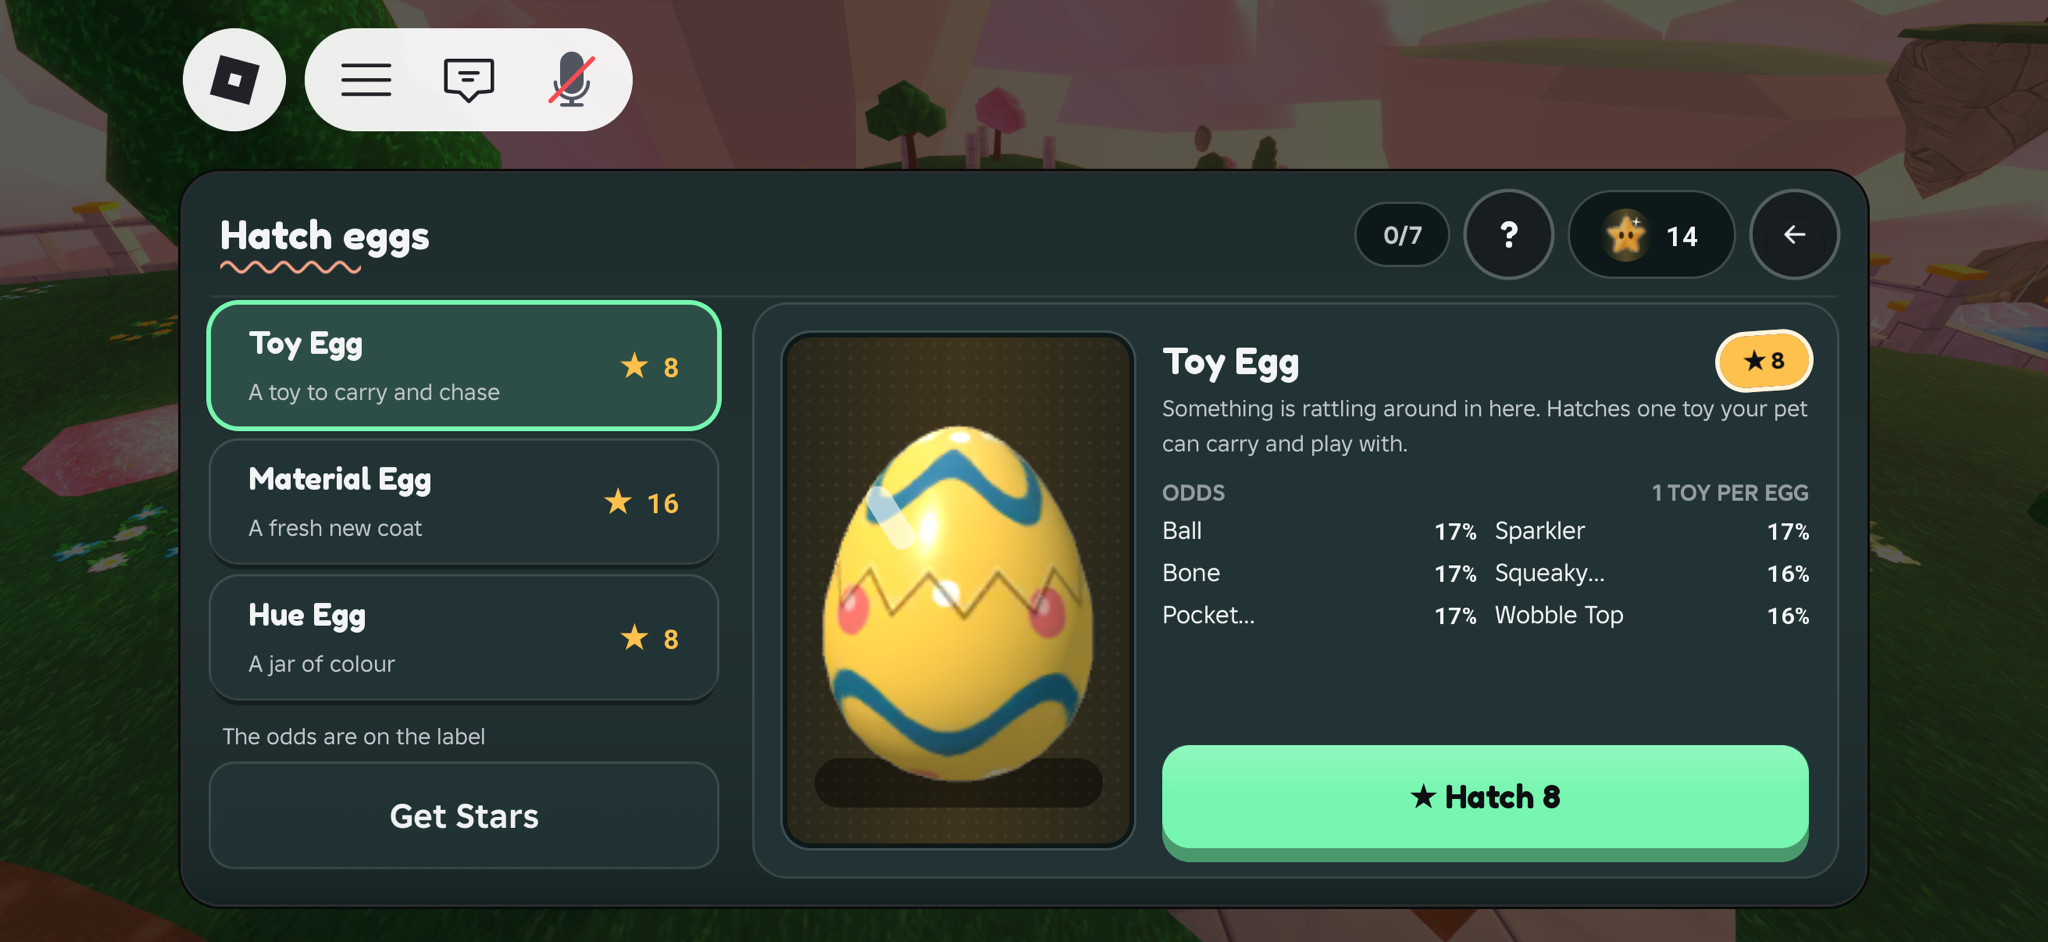 Hatch eggs
0/7
?
14
Toy Egg
A toy to carry and chase
★ 8
Material Egg
A fresh new coat
★ 16
Hue Egg
A jar of colour
★ 8
The odds are on the label
Get Stars
Toy Egg
★8
Something is rattling around in here. Hatches one toy your pet
can carry and play with.
ODDS 1 TOY PER EGG
Ball 17% Sparkler 17%
Bone 17% Squeaky... 16%
Pocket... 17% Wobble Top 16%
★ Hatch 8